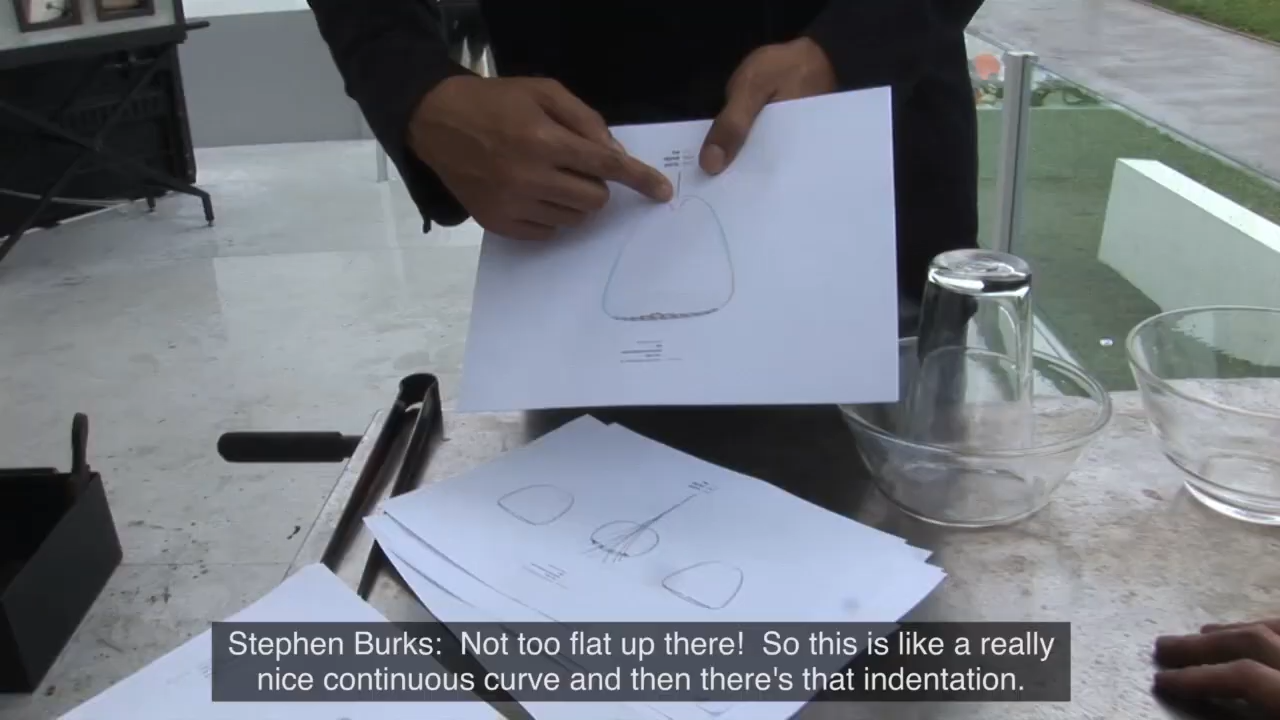 Stephen Burks:  Not too flat up there!  So this is like a really
nice continuous curve and then there's that indentation.